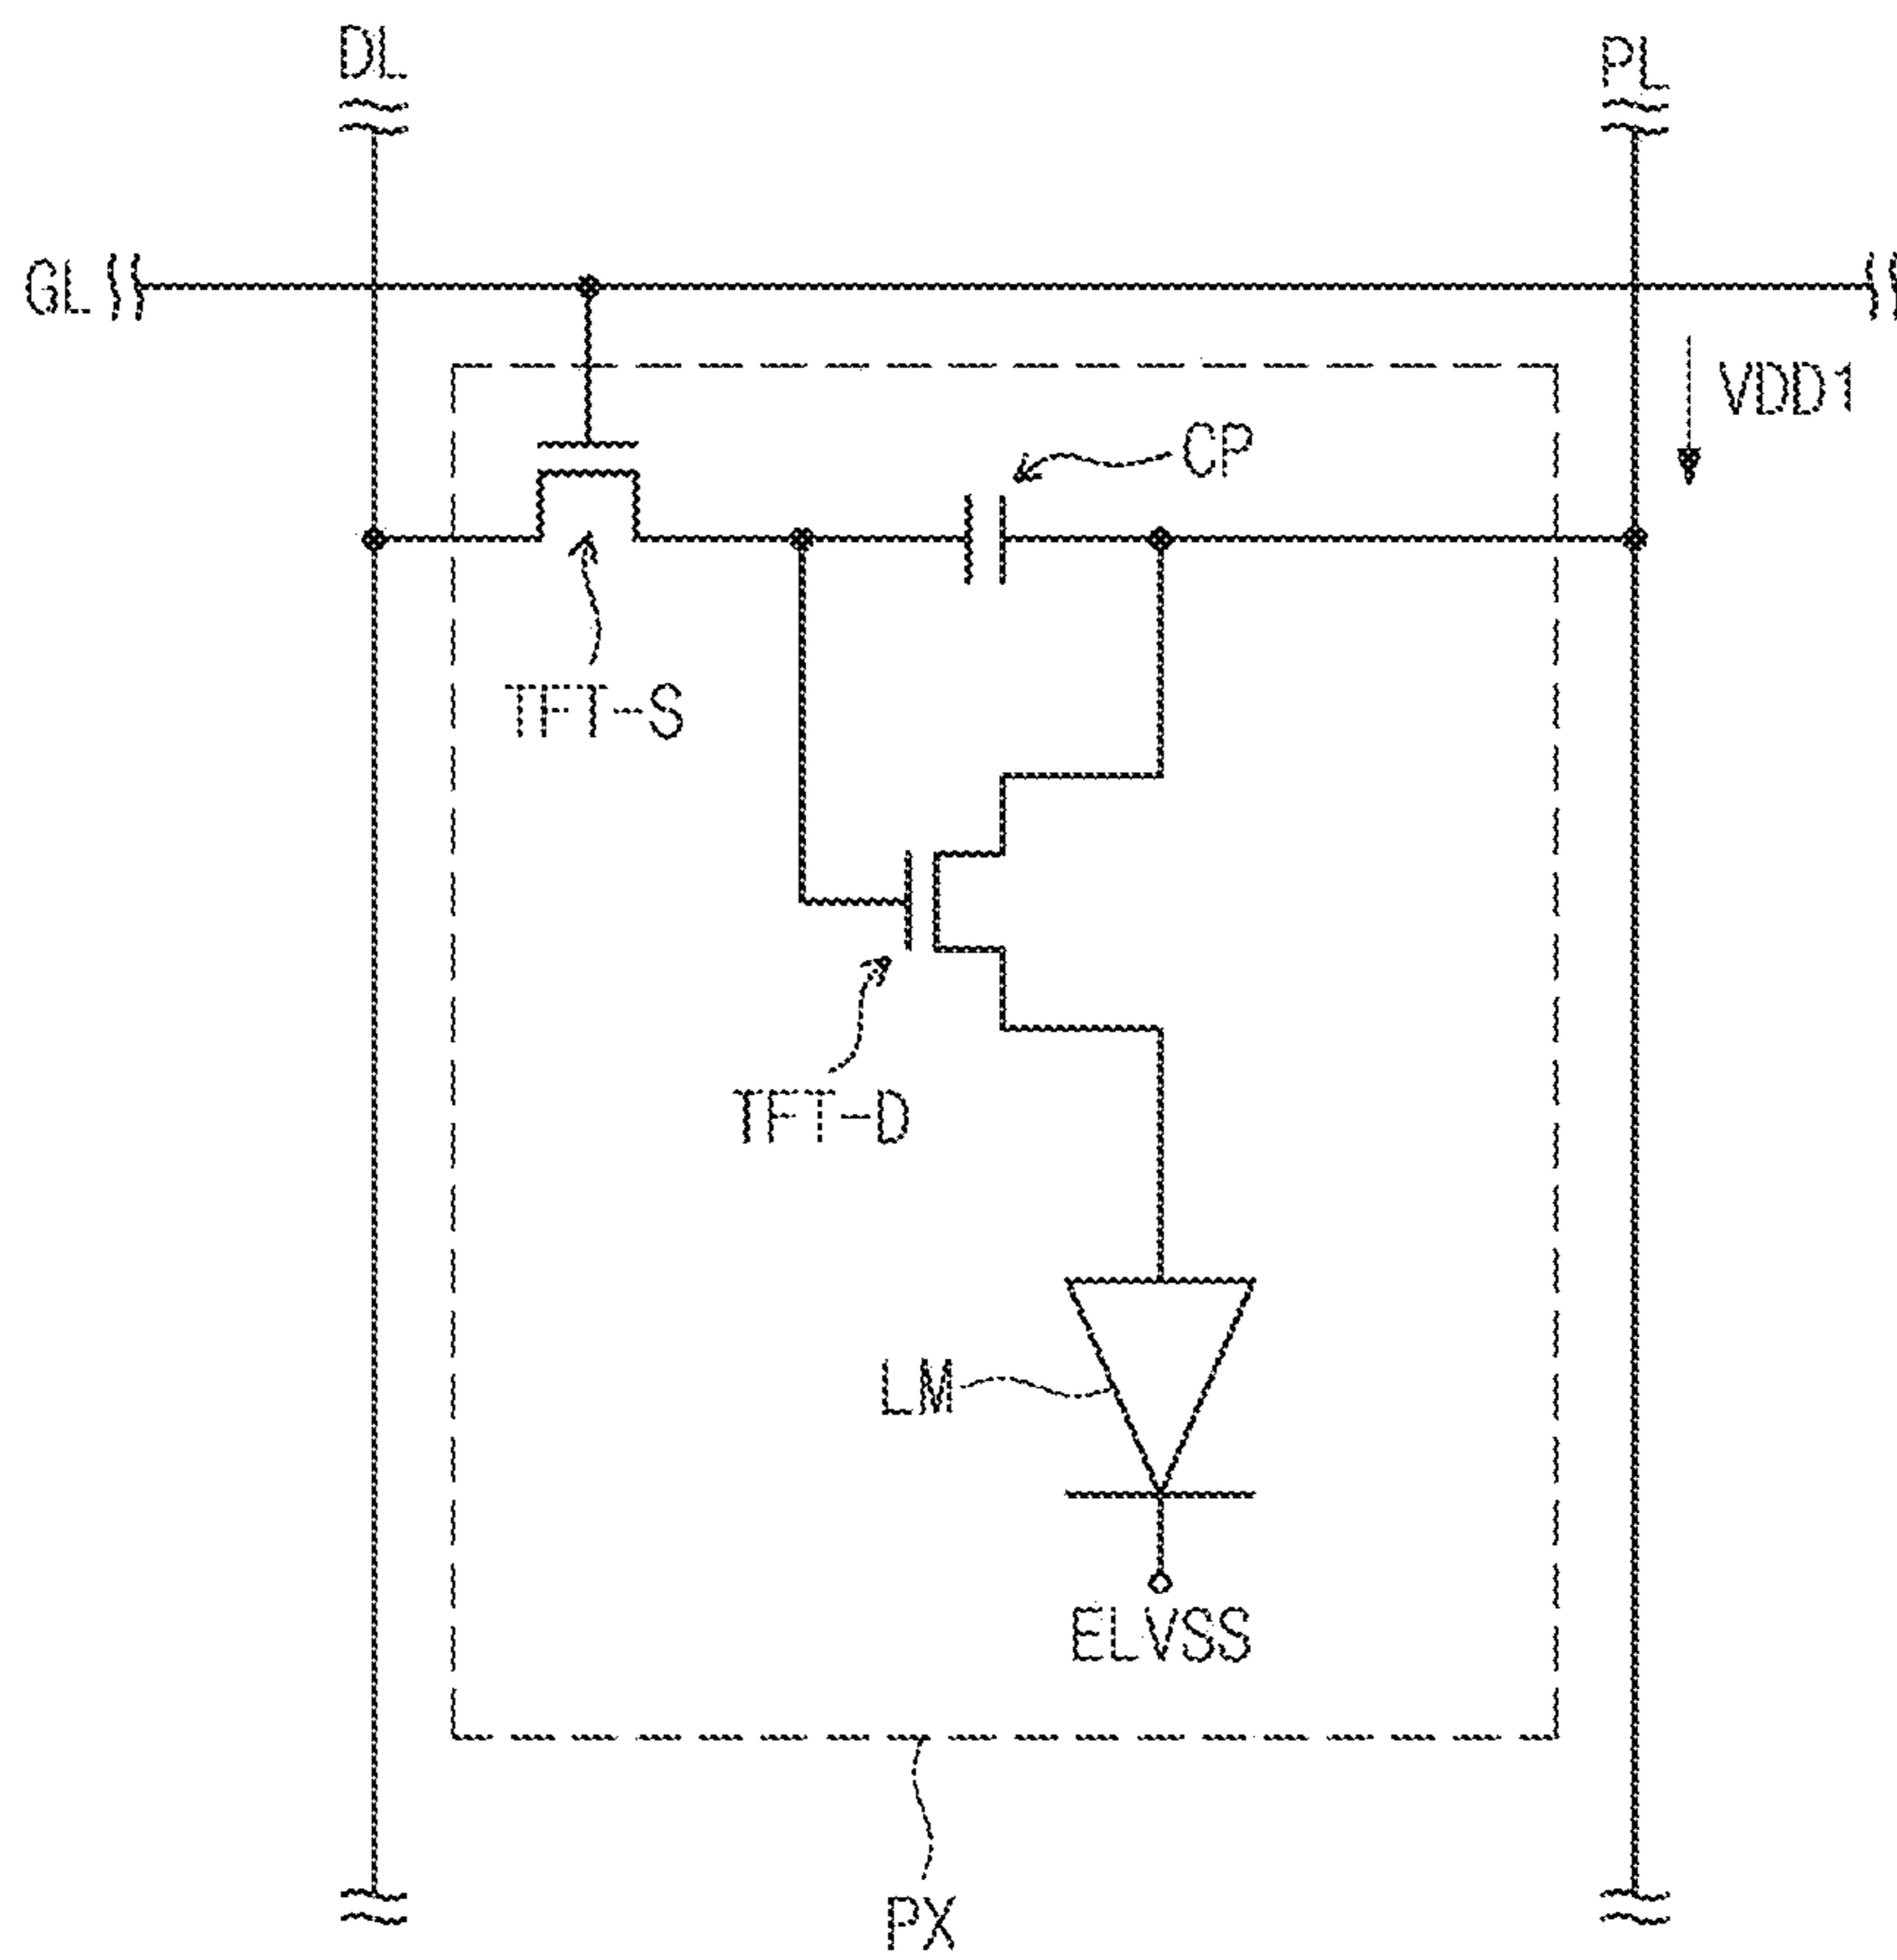 DL
PL
GL
VDD1
CP
TFT-S
TFT-D
LM
ELVSS
PX